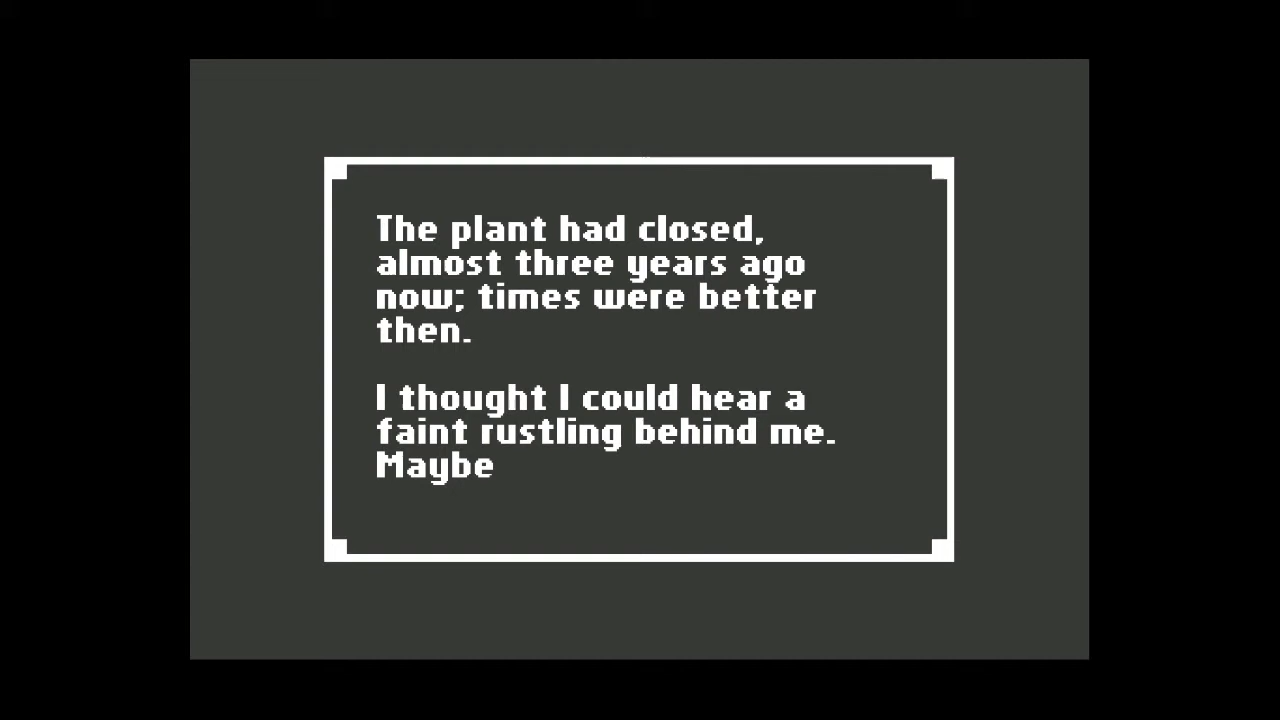 The plant had closed,
almost three years ago
now; times were better
then.
I thought I could hear a
faint rustling behind me.
Maybe